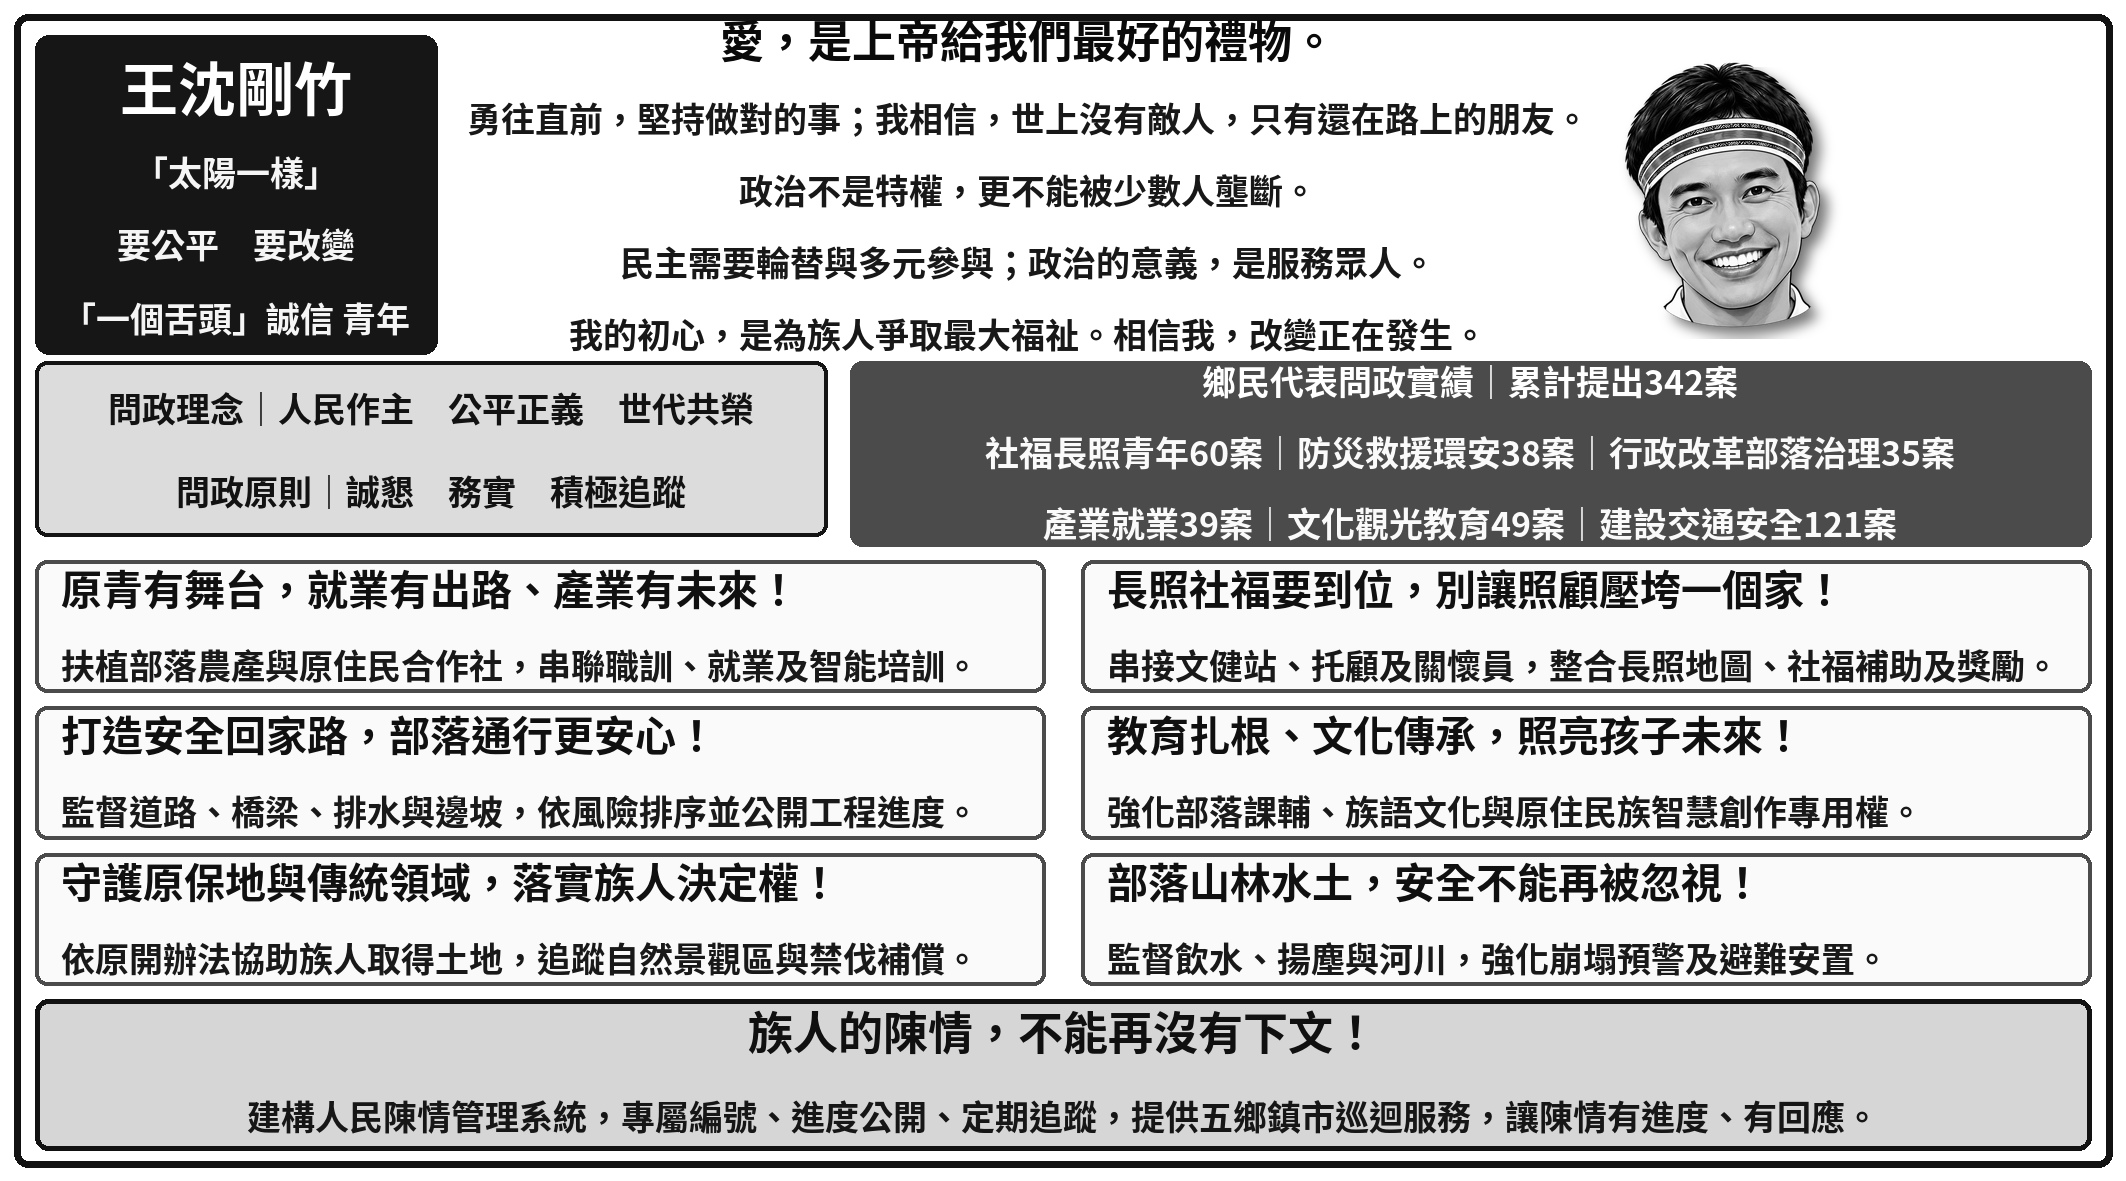 王沈剛竹
「太陽一樣」
要公平　要改變
「一個舌頭」誠信 青年
愛，是上帝給我們最好的禮物。
勇往直前，堅持做對的事；我相信，世上沒有敵人，只有還在路上的朋友。
政治不是特權，更不能被少數人壟斷。
民主需要輪替與多元參與；政治的意義，是服務眾人。
我的初心，是為族人爭取最大福祉。相信我，改變正在發生。
問政理念｜人民作主　公平正義　世代共榮
問政原則｜誠懇　務實　積極追蹤
鄉民代表問政實績｜累計提出342案
社福長照青年60案｜防災救援環安38案｜行政改革部落治理35案
產業就業39案｜文化觀光教育49案｜建設交通安全121案
原青有舞台，就業有出路、產業有未來！
扶植部落農產與原住民合作社，串聯職訓、就業及智能培訓。
長照社福要到位，別讓照顧壓垮一個家！
串接文健站、托顧及關懷員，整合長照地圖、社福補助及獎勵。
打造安全回家路，部落通行更安心！
監督道路、橋梁、排水與邊坡，依風險排序並公開工程進度。
教育扎根、文化傳承，照亮孩子未來！
強化部落課輔、族語文化與原住民族智慧創作專用權。
守護原保地與傳統領域，落實族人決定權！
依原開辦法協助族人取得土地，追蹤自然景觀區與禁伐補償。
部落山林水土，安全不能再被忽視！
監督飲水、揚塵與河川，強化崩塌預警及避難安置。
族人的陳情，不能再沒有下文！
建構人民陳情管理系統，專屬編號、進度公開、定期追蹤，提供五鄉鎮市巡迴服務，讓陳情有進度、有回應。